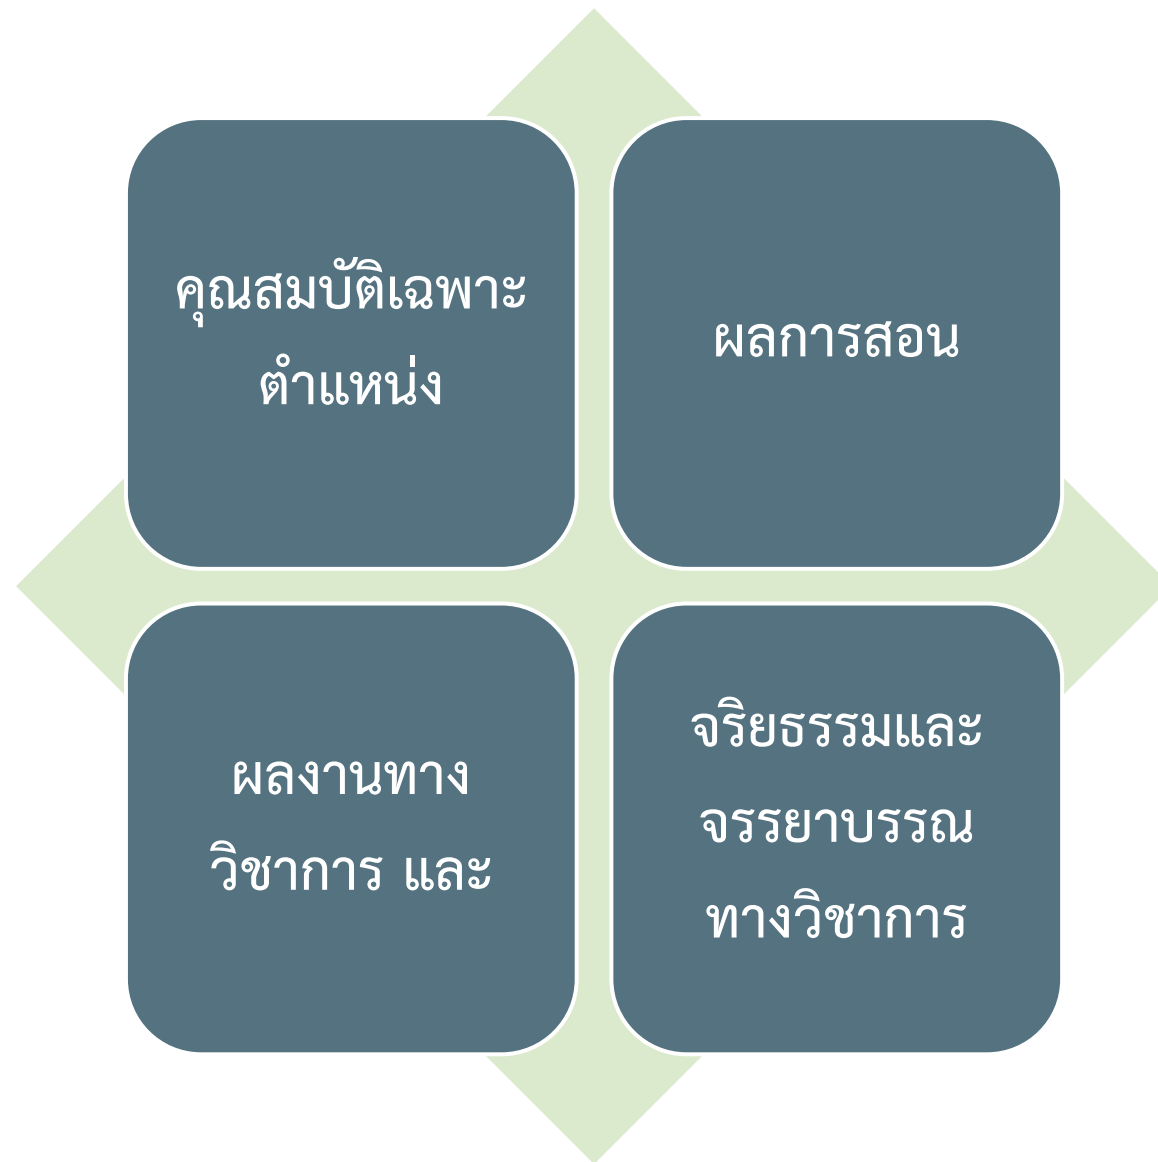 คุณสมบัติเฉพาะ
ตำแหน่ง
ผลการสอน
ผลงานทาง
วิชาการ และ
จริยธรรมและ
จรรยาบรรณ
ทางวิชาการ